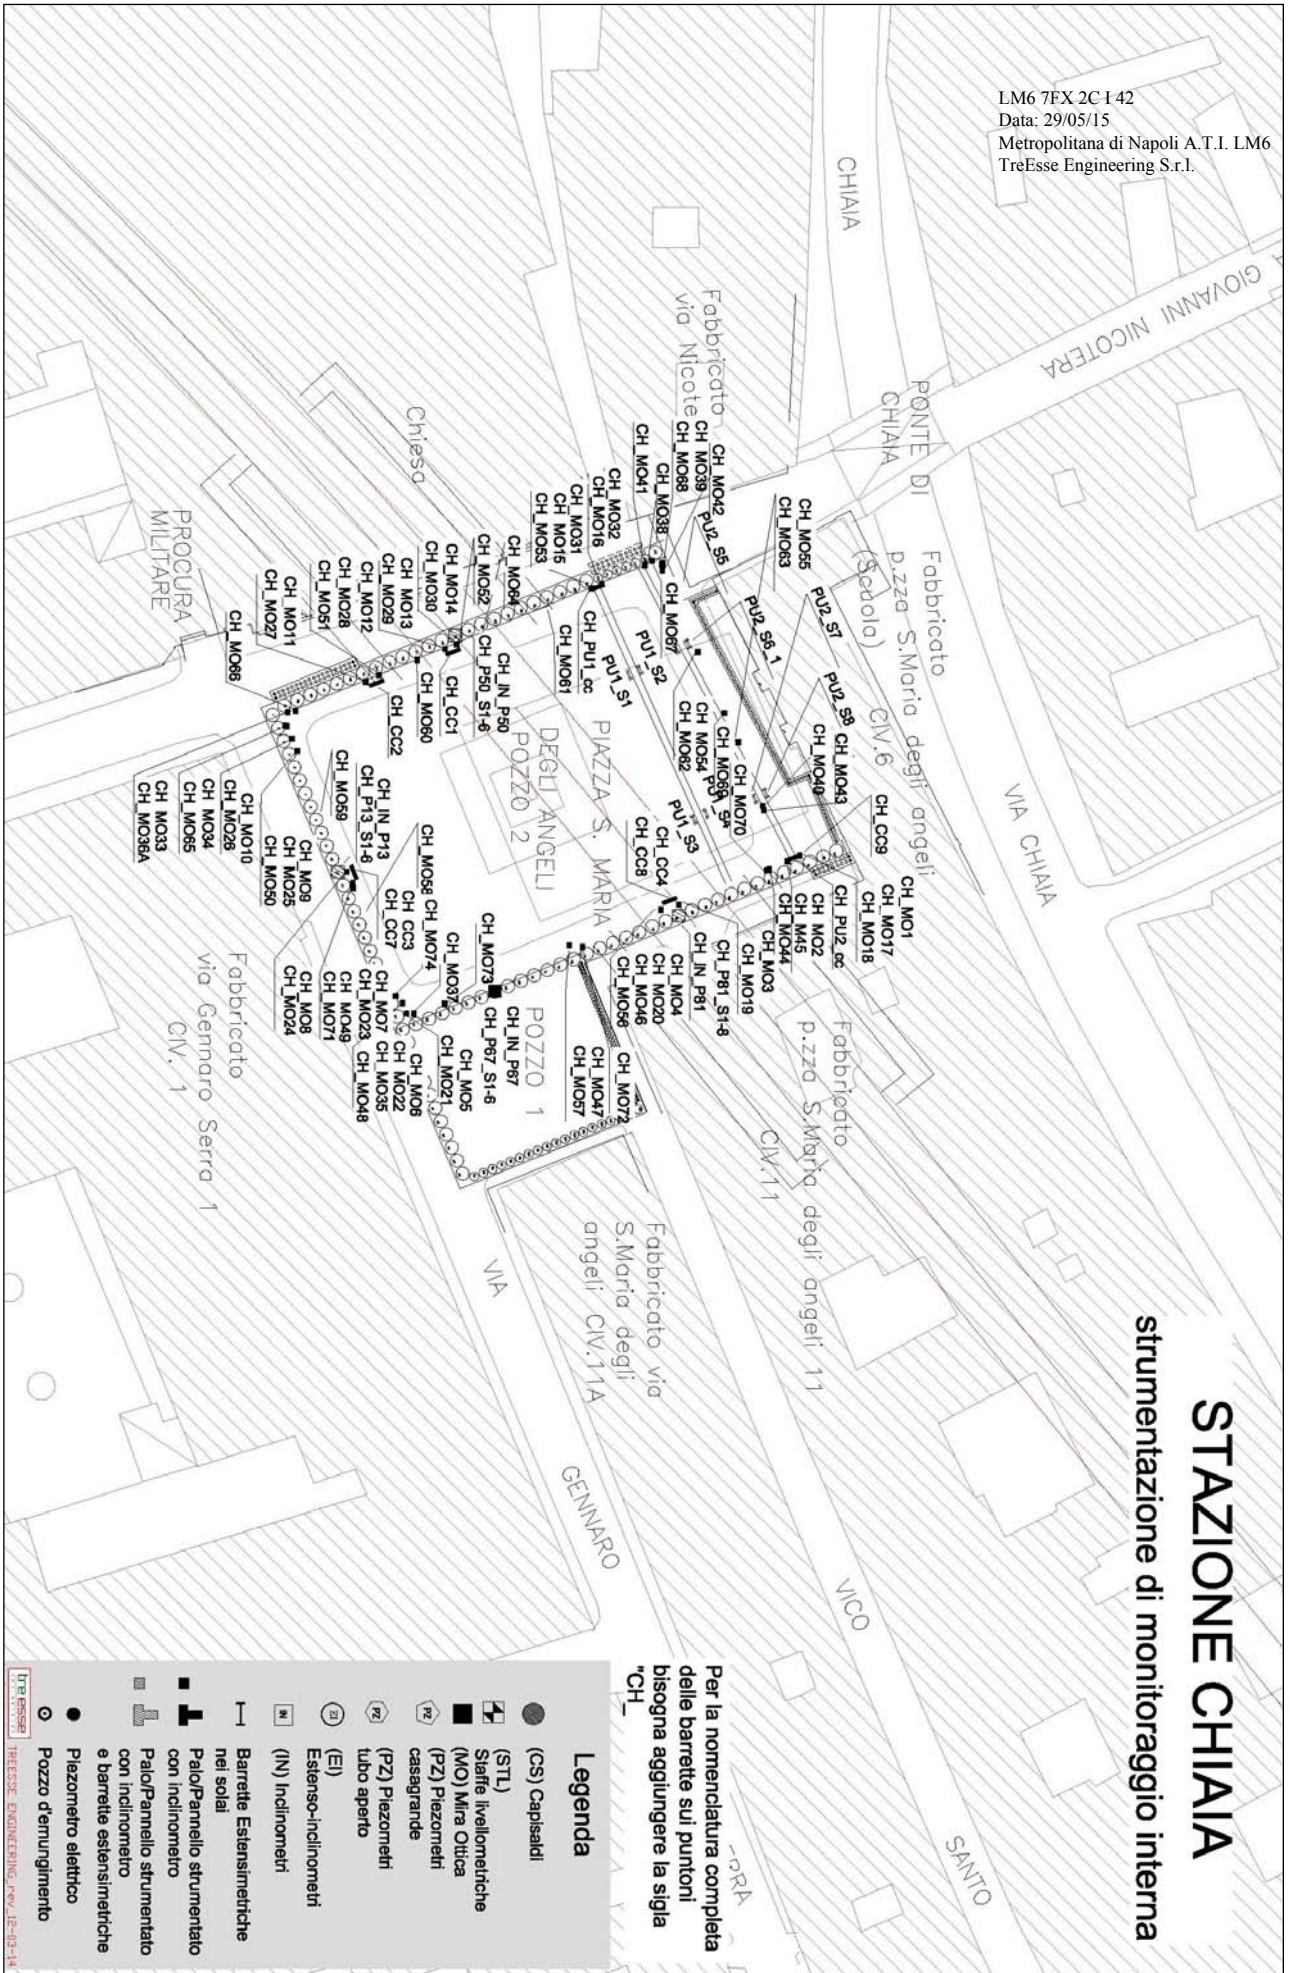 LM6 7FX 2C I 42
Data: 29/05/15
Metropolitana di Napoli A.T.I. LM6
TreEsse Engineering S.r.l.
STAZIONE CHIAIA
strumentazione di monitoraggio interna
CHIAIA
GIOVANNI NICOTERA
PONTE DI
CHIAIA
VIA CHIAIA
Fabbricato
via Nicote
Fabbricato
p.zza S.Maria degli angeli
(Scuola) CIV.6
Chiesa
PROCURA
MILITARE
PIAZZA S. MARIA
DEGLI ANGELI
POZZO 2
POZZO 1
Fabbricato
p.zza S.Maria degli angeli 11
CIV.11
Fabbricato via
S.Maria degli
angeli CIV.11A
Fabbricato
via Gennaro Serra 1
CIV. 1
VIA
GENNARO
VICO
SANTO
CH_MO42
CH_MO39
CH_MO68
CH_MO38
CH_MO41
CH_MO32
CH_MO16
CH_MO31
CH_MO15
CH_MO53
CH_MO64
CH_MO52
CH_MO14
CH_MO30
CH_MO13
CH_MO29
CH_MO12
CH_MO28
CH_MO51
CH_MO11
CH_MO27
CH_MO66
CH_MO55
CH_MO63
PU2_S5
PU2_S6_1
PU2_S7
PU2_S8
CH_MO67
PU1_S2
PU1_S1
CH_PU1_cc
CH_MO61
CH_IN_P50
CH_P50_S1-6
CH_CC1
CH_MO60
CH_CC2
CH_MO54
CH_MO62
CH_MO69
CH_MO70
PU1_S4
PU1_S3
CH_MO43
CH_MO40
CH_CC9
CH_CC4
CH_CC8
CH_MO1
CH_MO17
CH_MO18
CH_PU2_cc
CH_MO2
CH_M45
CH_MO44
CH_MO3
CH_MO19
CH_P81_S1-8
CH_IN_P81
CH_MO4
CH_MO20
CH_MO46
CH_MO56
CH_MO72
CH_MO47
CH_MO57
CH_IN_P67
CH_P67_S1-6
CH_MO73
CH_MO5
CH_MO21
CH_MO37
CH_MO74
CH_MO6
CH_MO22
CH_MO35
CH_MO48
CH_MO58
CH_CC3
CH_CC7
CH_MO7
CH_MO23
CH_MO49
CH_MO71
CH_MO8
CH_MO24
CH_IN_P13
CH_P13_S1-6
CH_MO59
CH_MO9
CH_MO25
CH_MO50
CH_MO10
CH_MO26
CH_MO34
CH_MO65
CH_MO33
CH_MO36A
Per la nomenclatura completa
delle barrette sui puntoni
bisogna aggiungere la sigla
"CH_
Legenda
(CS) Capisaldi
(STL)
Staffe livellometriche
(MO) Mira Ottica
PZ
(PZ) Piezometri
casagrande
PZ
(PZ) Piezometri
tubo aperto
(EI)
Estenso-inclinometri
IN
(IN) Inclinometri
Barrette Estensimetriche
nei solai
Palo/Pannello strumentato
con inclinometro
Palo/Pannello strumentato
con inclinometro
e barrette estensimetriche
Piezometro elettrico
Pozzo d'emungimento
tre esse
TREESSE ENGINEERING_rev_12-03-14